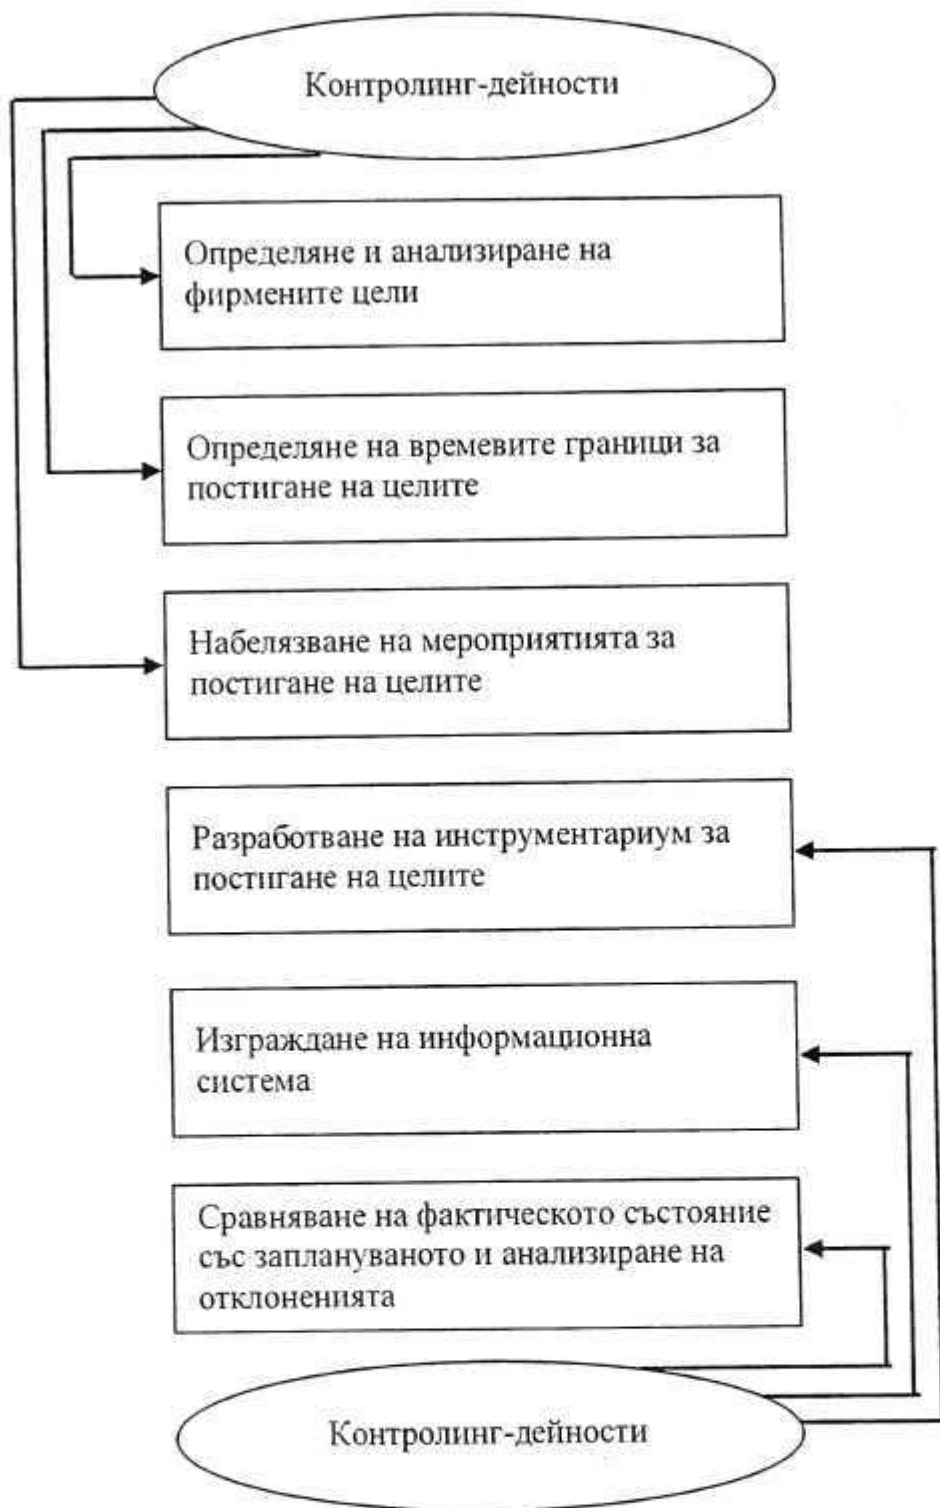 Контролинг-дейности
Определяне и анализиране на
фирмените цели
Определяне на времевите граници за
постигане на целите
Набелязване на мероприятията за
постигане на целите
Разработване на инструментариум за
постигане на целите
Изграждане на информационна
система
Сравняване на фактическото състояние
със заплануваното и анализиране на
отклоненията
Контролинг-дейности